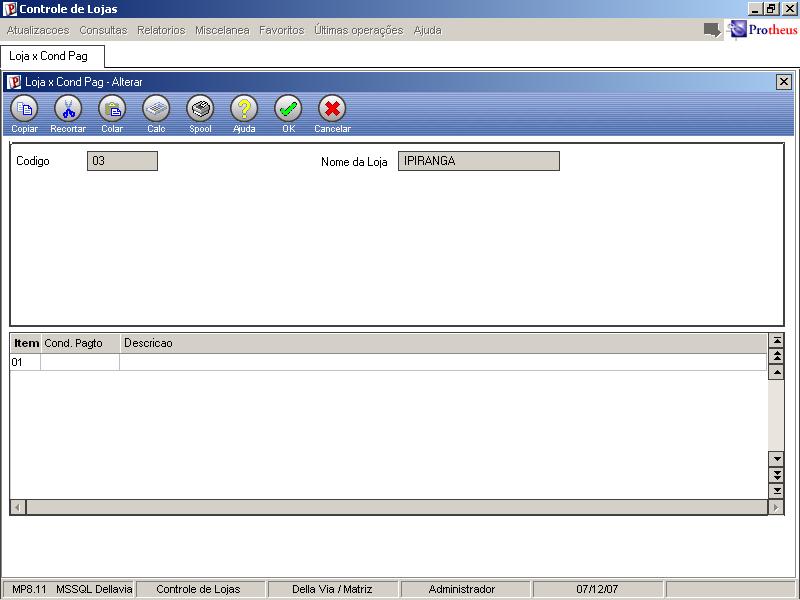 Controle de Lojas
Atualizacoes Consultas Relatorios Miscelanea Favoritos Últimas operações Ajuda Protheus
Loja x Cond Pag
Loja x Cond Pag - Alterar
Copiar Recortar Colar Calc Spool Ajuda OK Cancelar
Codigo 03 Nome da Loja IPIRANGA
Item Cond. Pagto Descricao
01
MP8.11 MSSQL Dellavia Controle de Lojas Della Via / Matriz Administrador 07/12/07